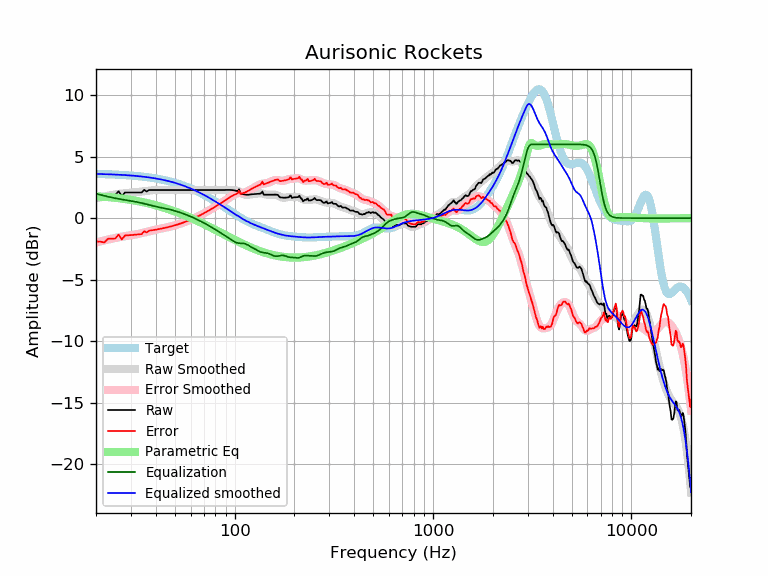 Aurisonic Rockets
Amplitude (dBr)
10
5
0
−5
−10
−15
−20
Target
Raw Smoothed
Error Smoothed
Raw
Error
Parametric Eq
Equalization
Equalized smoothed
100
1000
10000
Frequency (Hz)